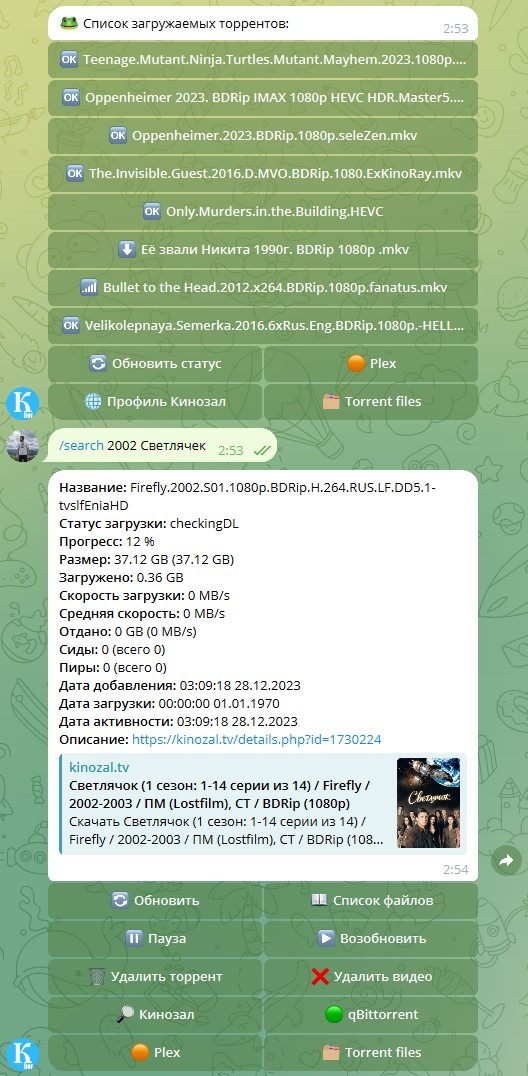 Список загружаемых торрентов:
2:53
OK Teenage.Mutant.Ninja.Turtles.Mutant.Mayhem.2023.1080p....
OK Oppenheimer 2023. BDRip IMAX 1080p HEVC HDR.Master5....
OK Oppenheimer.2023.BDRip.1080p.seleZen.mkv
OK The.Invisible.Guest.2016.D.MVO.BDRip.1080.ExKinoRay.mkv
OK Only.Murders.in.the.Building.HEVC
Её звали Никита 1990г. BDRip 1080p .mkv
Bullet to the Head.2012.x264.BDRip.1080p.fanatus.mkv
OK Velikolepnaya.Semerka.2016.6xRus.Eng.BDRip.1080p.-HELL...
Обновить статус
Plex
Профиль Кинозал
Torrent files
K Bot
/search 2002 Светлячек 2:53
Название: Firefly.2002.S01.1080p.BDRip.H.264.RUS.LF.DD5.1-
tvslfEniaHD
Статус загрузки: checkingDL
Прогресс: 12 %
Размер: 37.12 GB (37.12 GB)
Загружено: 0.36 GB
Скорость загрузки: 0 MB/s
Средняя скорость: 0 MB/s
Отдано: 0 GB (0 MB/s)
Сиды: 0 (всего 0)
Пиры: 0 (всего 0)
Дата добавления: 03:09:18 28.12.2023
Дата загрузки: 00:00:00 01.01.1970
Дата активности: 03:09:18 28.12.2023
Описание: https://kinozal.tv/details.php?id=1730224
kinozal.tv
Светлячок (1 сезон: 1-14 серии из 14) / Firefly /
2002-2003 / ПМ (Lostfilm), СТ / BDRip (1080p)
Скачать Светлячок (1 сезон: 1-14 серии из 14) /
Firefly / 2002-2003 / ПМ (Lostfilm), СТ / BDRip (108...
Светлячок
2:54
Обновить
Список файлов
Пауза
Возобновить
Удалить торрент
Удалить видео
Кинозал
qBittorrent
Plex
Torrent files
K Bot